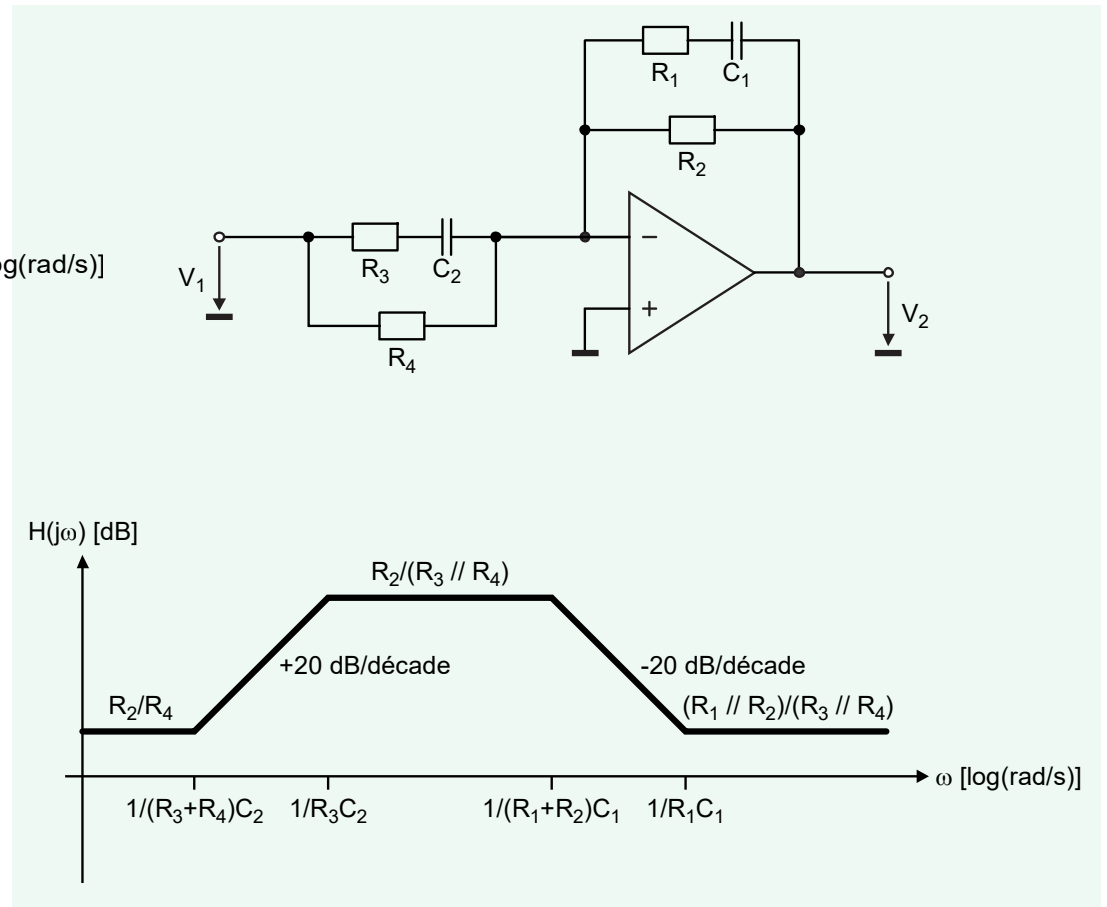 R₁ C₁
R₂
og(rad/s)]
V₁
R₃ C₂
R₄
−
+
V₂
H(jω) [dB]
R₂/(R₃ // R₄)
+20 dB/décade
-20 dB/décade
R₂/R₄
(R₁ // R₂)/(R₃ // R₄)
ω [log(rad/s)]
1/(R₃+R₄)C₂ 1/R₃C₂ 1/(R₁+R₂)C₁ 1/R₁C₁